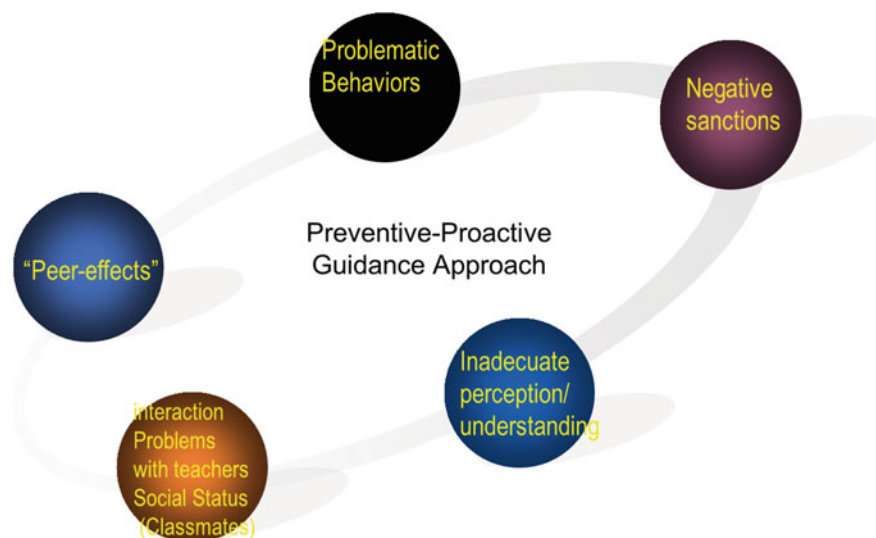 Problematic
Behaviors
Negative
sanctions
Preventive-Proactive
Guidance Approach
“Peer-effects”
Inadecuate
perception/
understanding
interaction
Problems
with teachers
Social Status
(Classmates)